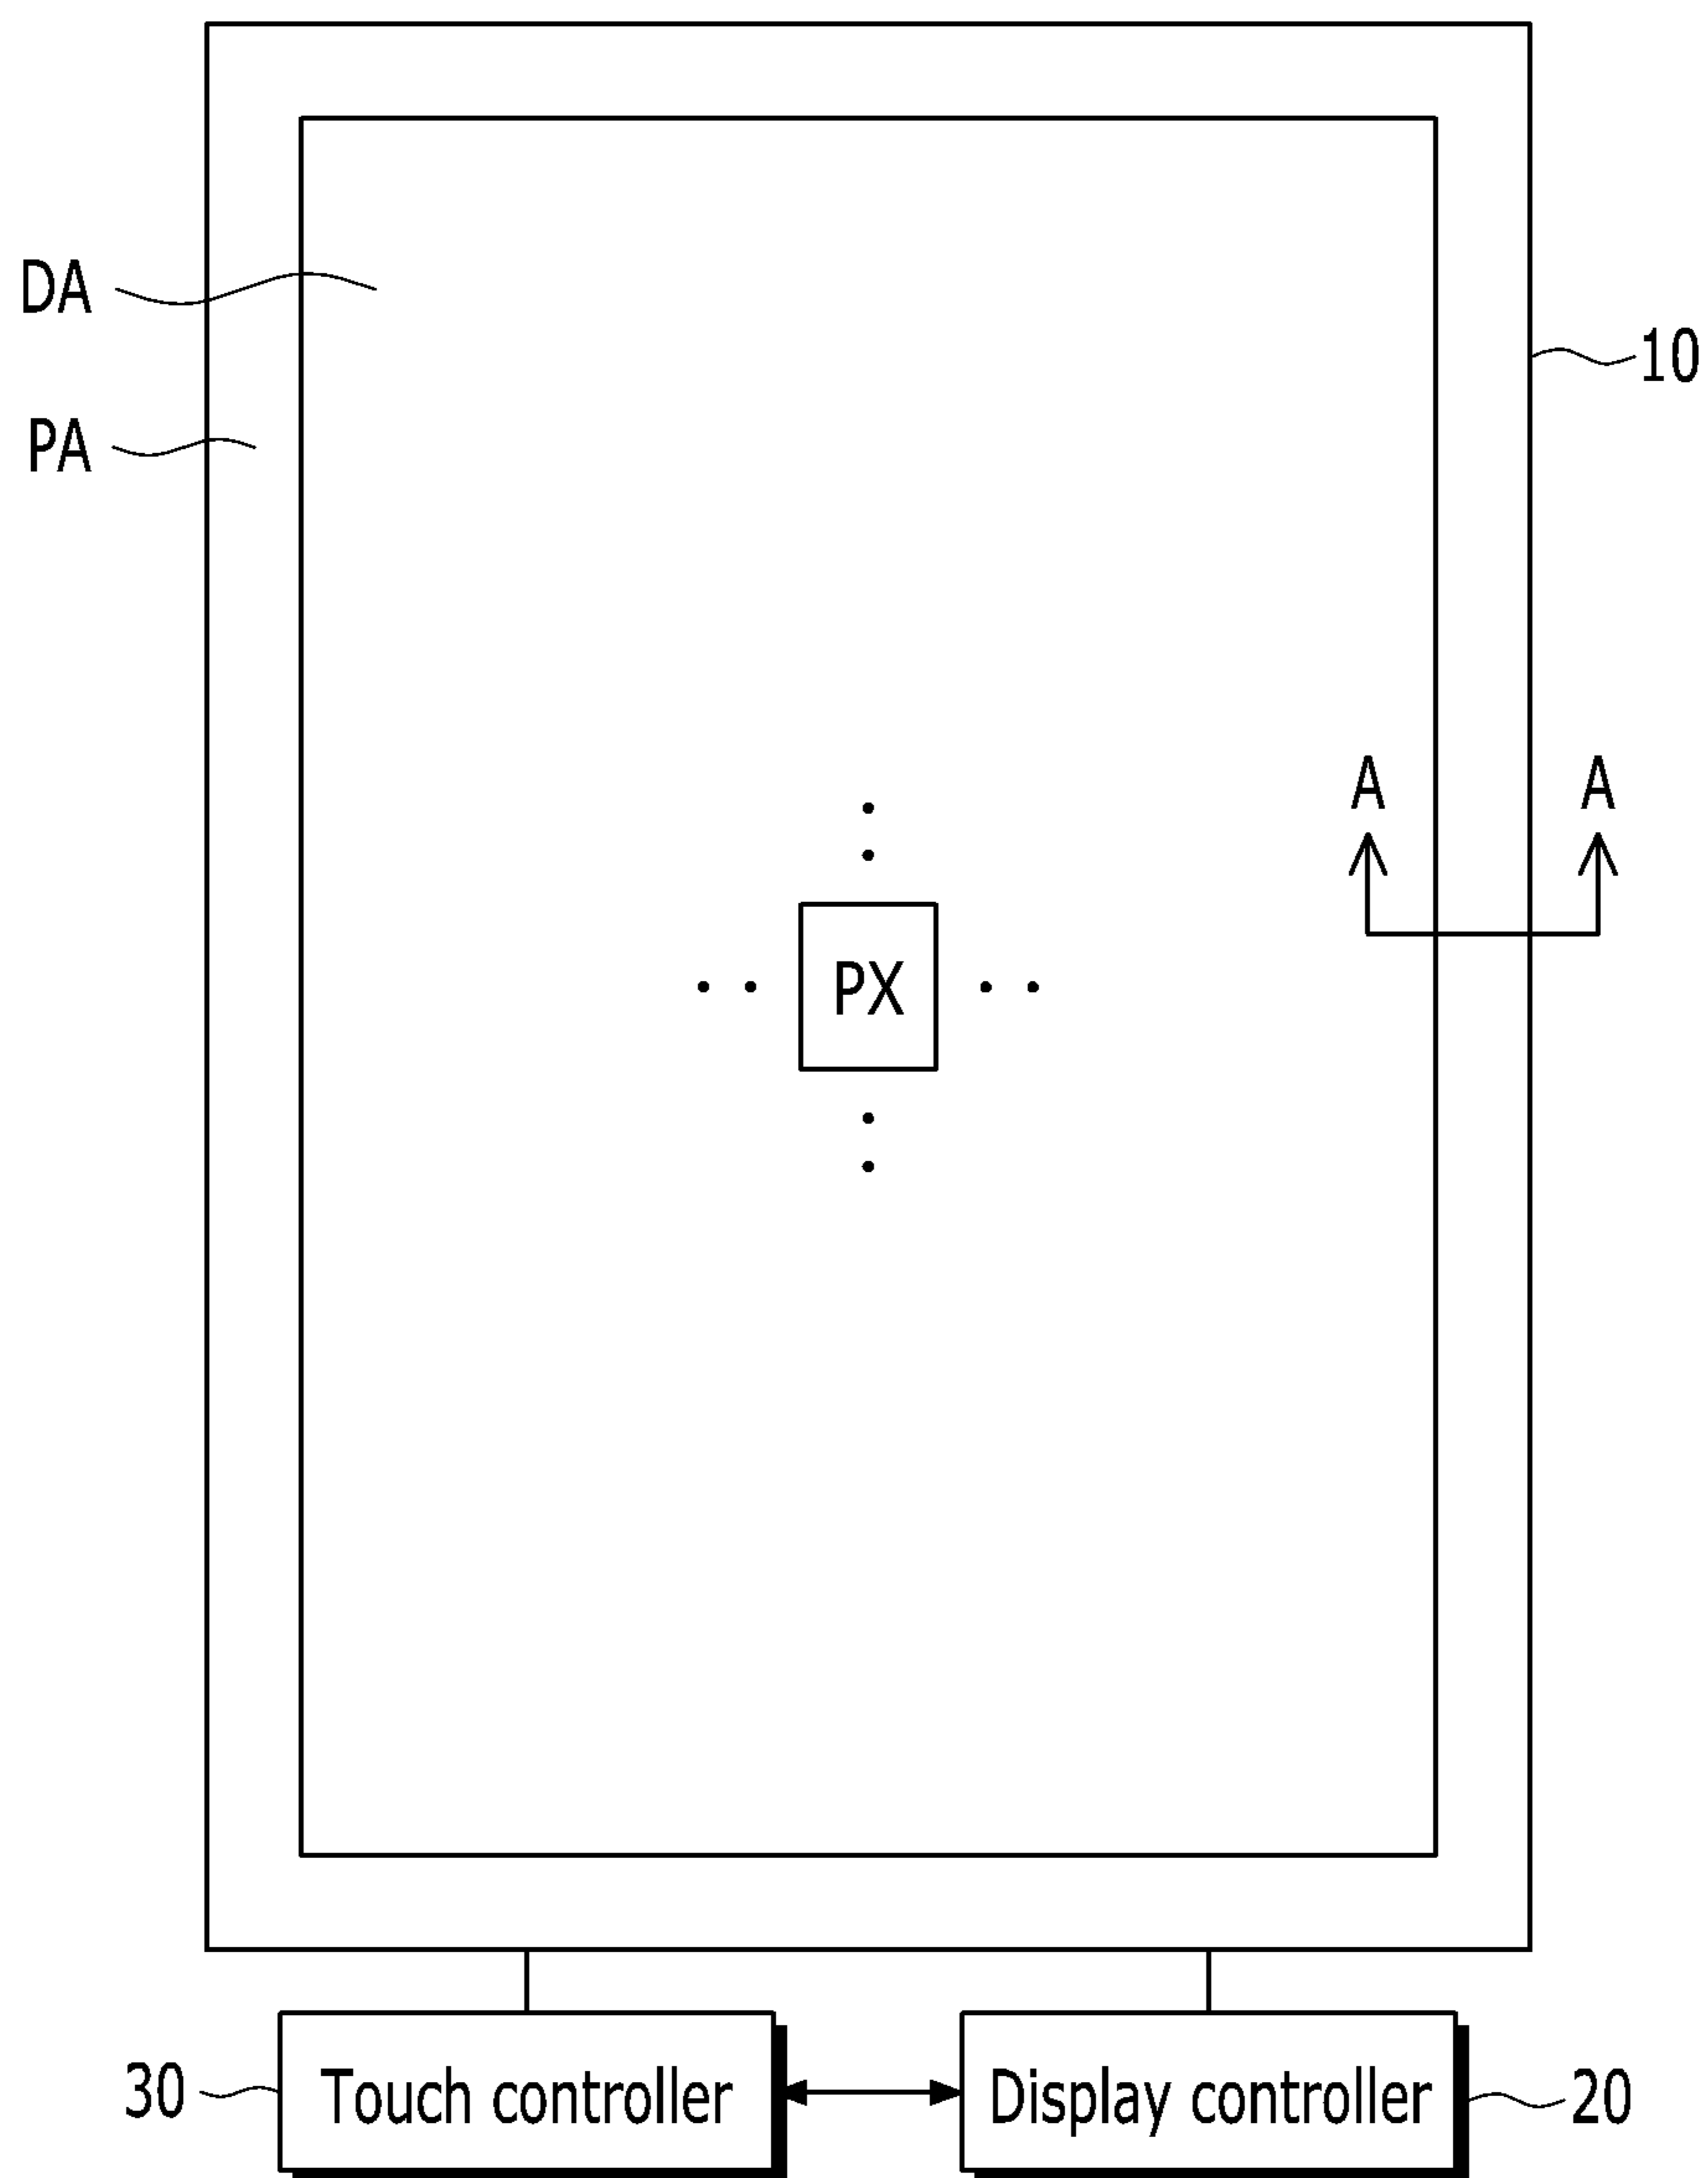 DA
10
PA
A A
PX
30 Touch controller Display controller 20